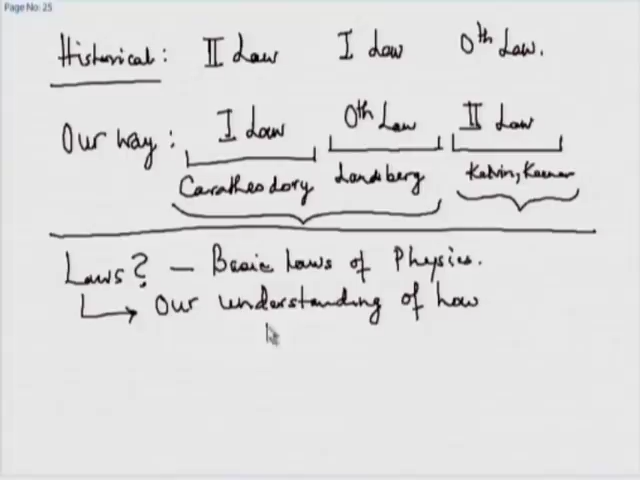 Page No: 25
Historical: II Law I Law 0th Law.
Our way: I Law 0th Law II Law
Caratheodory Landsberg Kelvin, Keenan
Laws? — Basic Laws of Physics.
↳ Our understanding of how